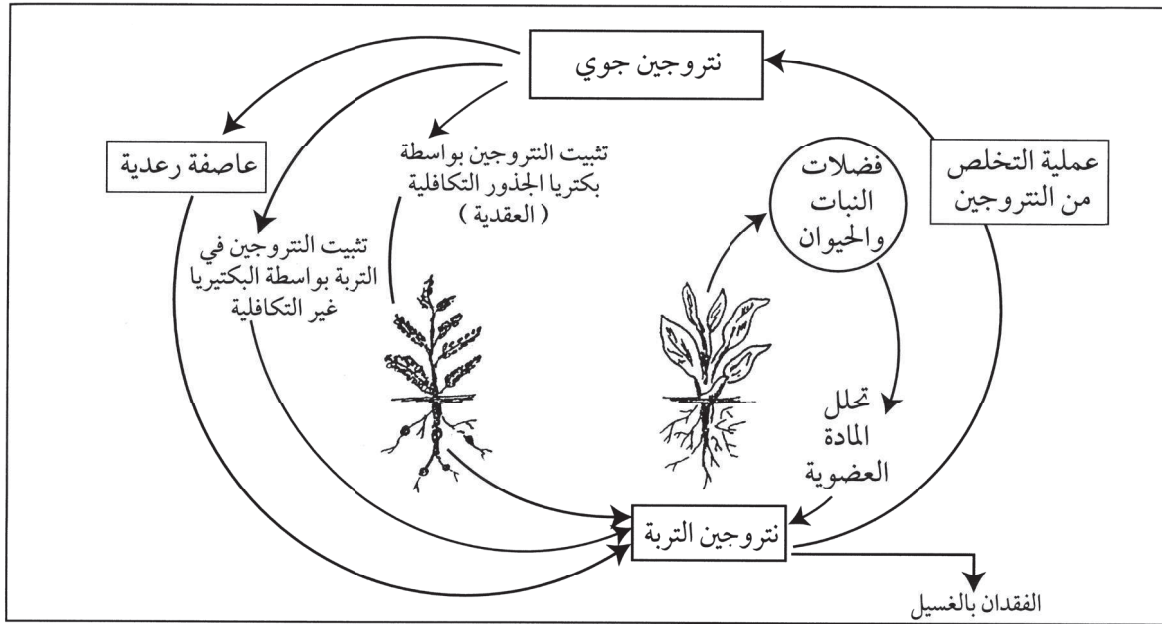 نتروجين جوي
عاصفة رعدية
تثبيت النتروجين بواسطة
بكتريا الجذور التكافلية
( العقدية )
فضلات
النبات
والحيوان
عملية التخلص
من النتروجين
تثبيت النتروجين في
التربة بواسطة البكتيريا
غير التكافلية
تحلل
المادة
العضوية
نتروجين التربة
الفقدان بالغسيل